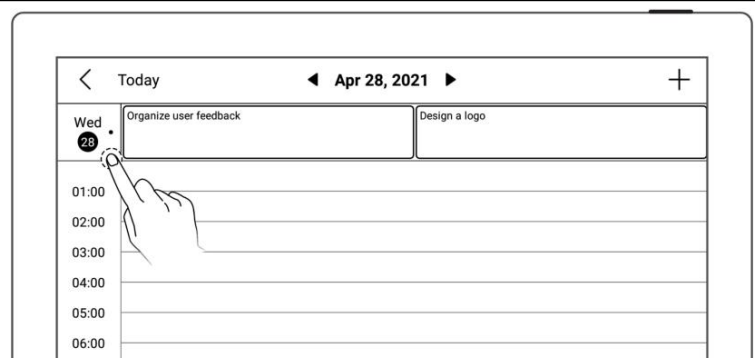 Today
Apr 28, 2021
Wed
28
Organize user feedback
Design a logo
01:00
02:00
03:00
04:00
05:00
06:00